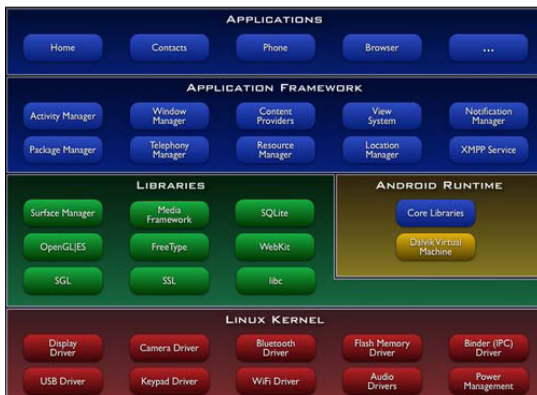 APPLICATIONS
Home
Contacts
Phone
Browser
...
APPLICATION FRAMEWORK
Activity Manager
Window
Manager
Content
Providers
View
System
Notification
Manager
Package Manager
Telephony
Manager
Resource
Manager
Location
Manager
XMPP Service
LIBRARIES
Surface Manager
Media
Framework
SQLite
OpenGL|ES
FreeType
WebKit
SGL
SSL
libc
ANDROID RUNTIME
Core Libraries
Dalvik Virtual
Machine
LINUX KERNEL
Display
Driver
Camera Driver
Bluetooth
Driver
Flash Memory
Driver
Binder (IPC)
Driver
USB Driver
Keypad Driver
WiFi Driver
Audio
Drivers
Power
Management